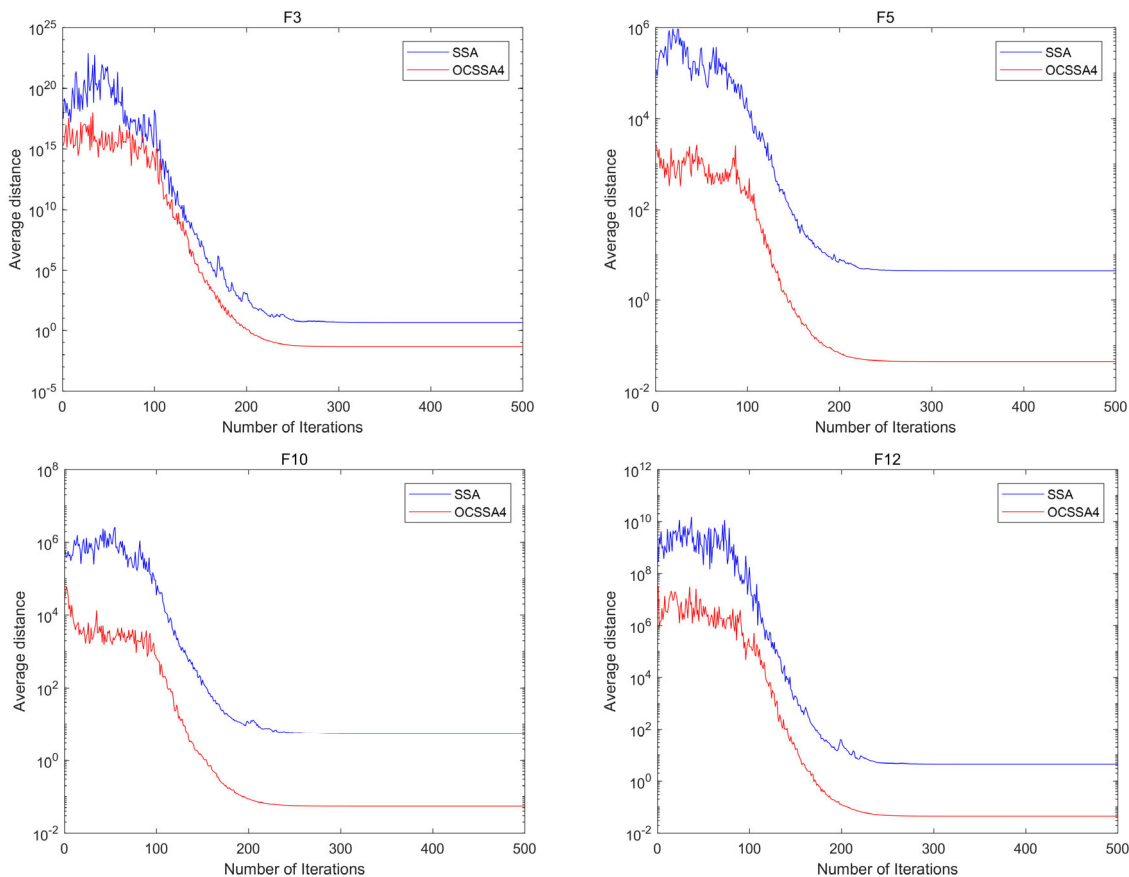 F3
10^25
10^20
10^15
10^10
10^5
10^0
10^-5
Average distance
SSA
OCSSA4
0 100 200 300 400 500
Number of Iterations
F5
10^6
10^4
10^2
10^0
10^-2
Average distance
SSA
OCSSA4
0 100 200 300 400 500
Number of Iterations
F10
10^8
10^6
10^4
10^2
10^0
10^-2
Average distance
SSA
OCSSA4
0 100 200 300 400 500
Number of Iterations
F12
10^12
10^10
10^8
10^6
10^4
10^2
10^0
10^-2
Average distance
SSA
OCSSA4
0 100 200 300 400 500
Number of Iterations